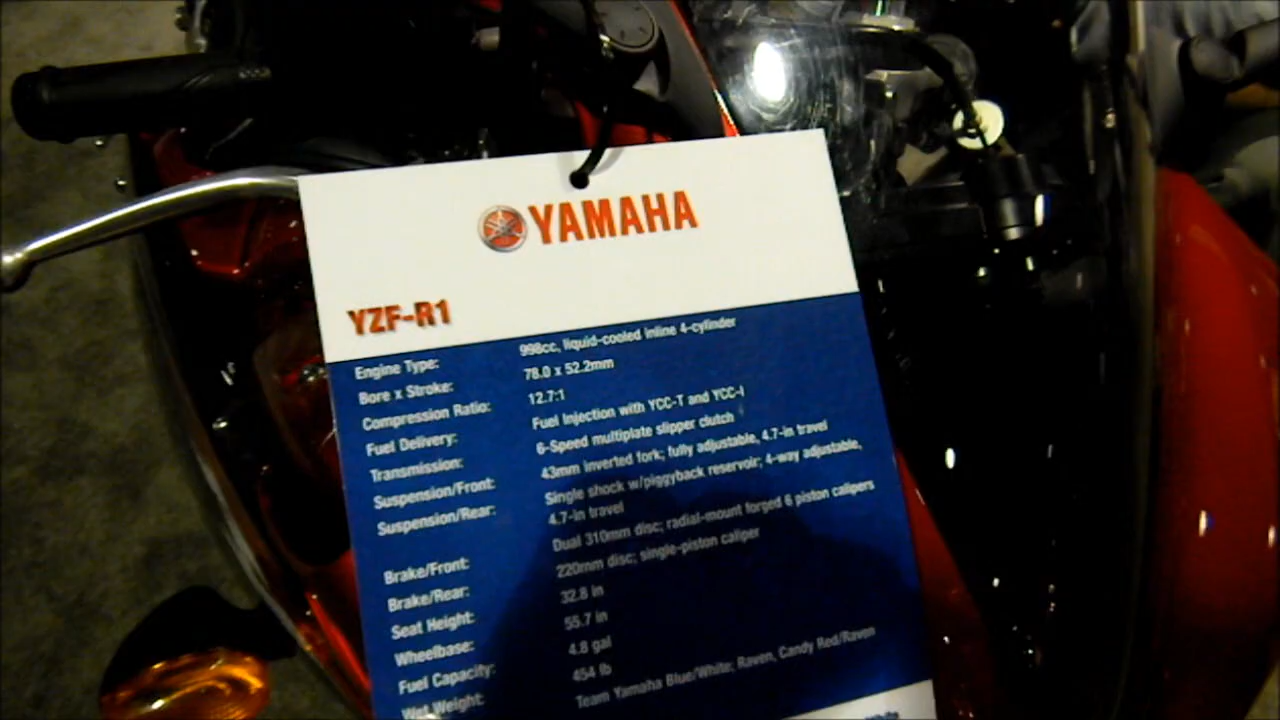 YAMAHA
YZF-R1
Engine Type: 998cc, liquid-cooled inline 4-cylinder
Bore x Stroke: 78.0 x 52.2mm
Compression Ratio: 12.7:1
Fuel Delivery: Fuel Injection with YCC-T and YCC-I
Transmission: 6-Speed multiplate slipper clutch
Suspension/Front: 43mm inverted fork; fully adjustable, 4.7-in travel
Suspension/Rear: Single shock w/piggyback reservoir; 4-way adjustable,
4.7-in travel
Brake/Front: Dual 310mm disc; radial-mount forged 6 piston calipers
Brake/Rear: 220mm disc; single-piston caliper
Seat Height: 32.8 in
Wheelbase: 55.7 in
Fuel Capacity: 4.8 gal
Wet Weight: 454 lb
Team Yamaha Blue/White; Raven, Candy Red/Raven